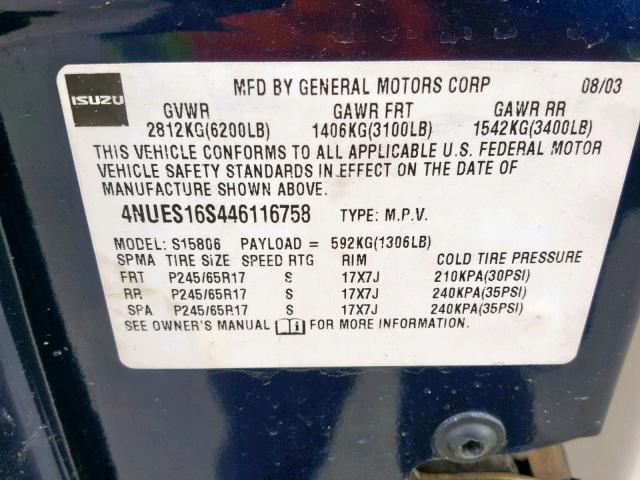 ISUZU MFD BY GENERAL MOTORS CORP 08/03
GVWR GAWR FRT GAWR RR
2812KG(6200LB) 1406KG(3100LB) 1542KG(3400LB)
THIS VEHICLE CONFORMS TO ALL APPLICABLE U.S. FEDERAL MOTOR
VEHICLE SAFETY STANDARDS IN EFFECT ON THE DATE OF
MANUFACTURE SHOWN ABOVE.
4NUES16S446116758 TYPE: M.P.V.
MODEL: S15806 PAYLOAD = 592KG(1306LB)
SPMA TIRE SIZE SPEED RTG RIM COLD TIRE PRESSURE
FRT P245/65R17 S 17X7J 210KPA(30PSI)
RR P245/65R17 S 17X7J 240KPA(35PSI)
SPA P245/65R17 S 17X7J 240KPA(35PSI)
SEE OWNER'S MANUAL FOR MORE INFORMATION.